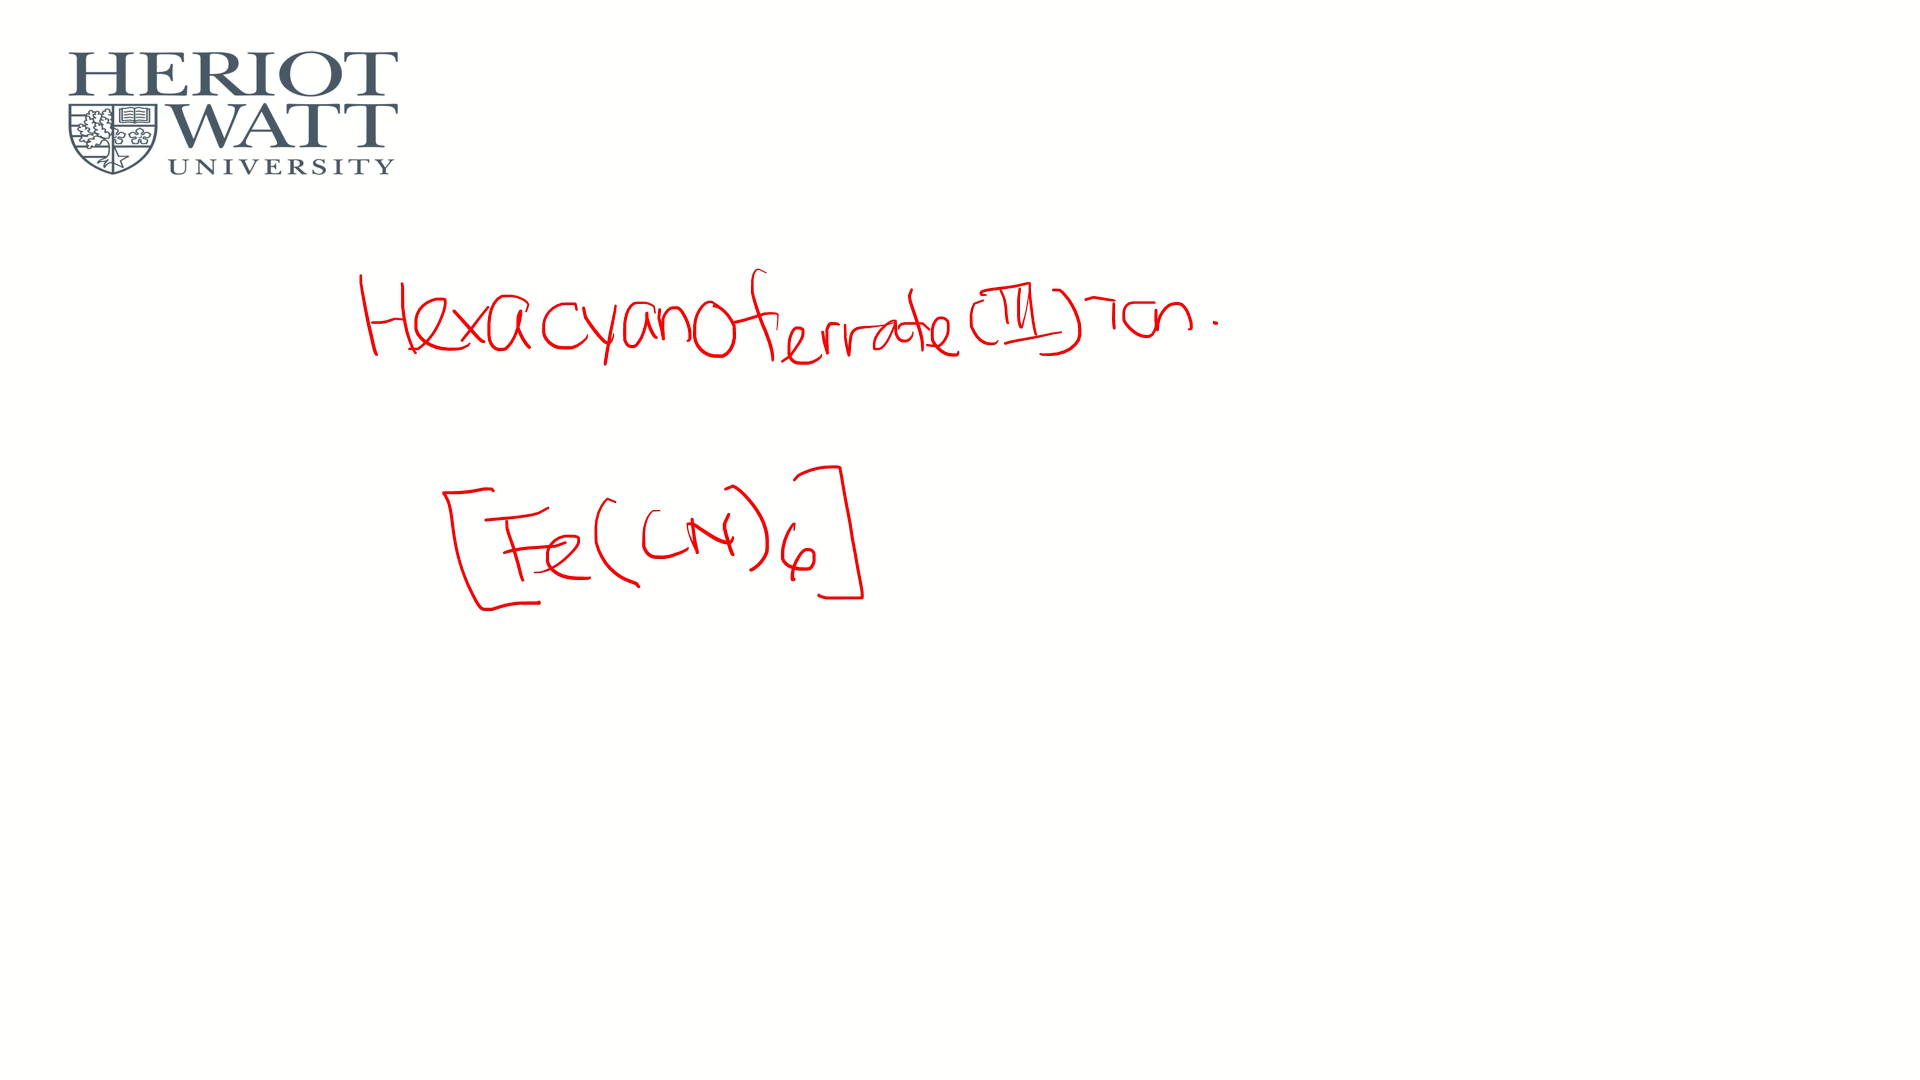 HERIOT
WATT
UNIVERSITY
Hexacyanoferrate (III) ion.
[Fe(CN)6]